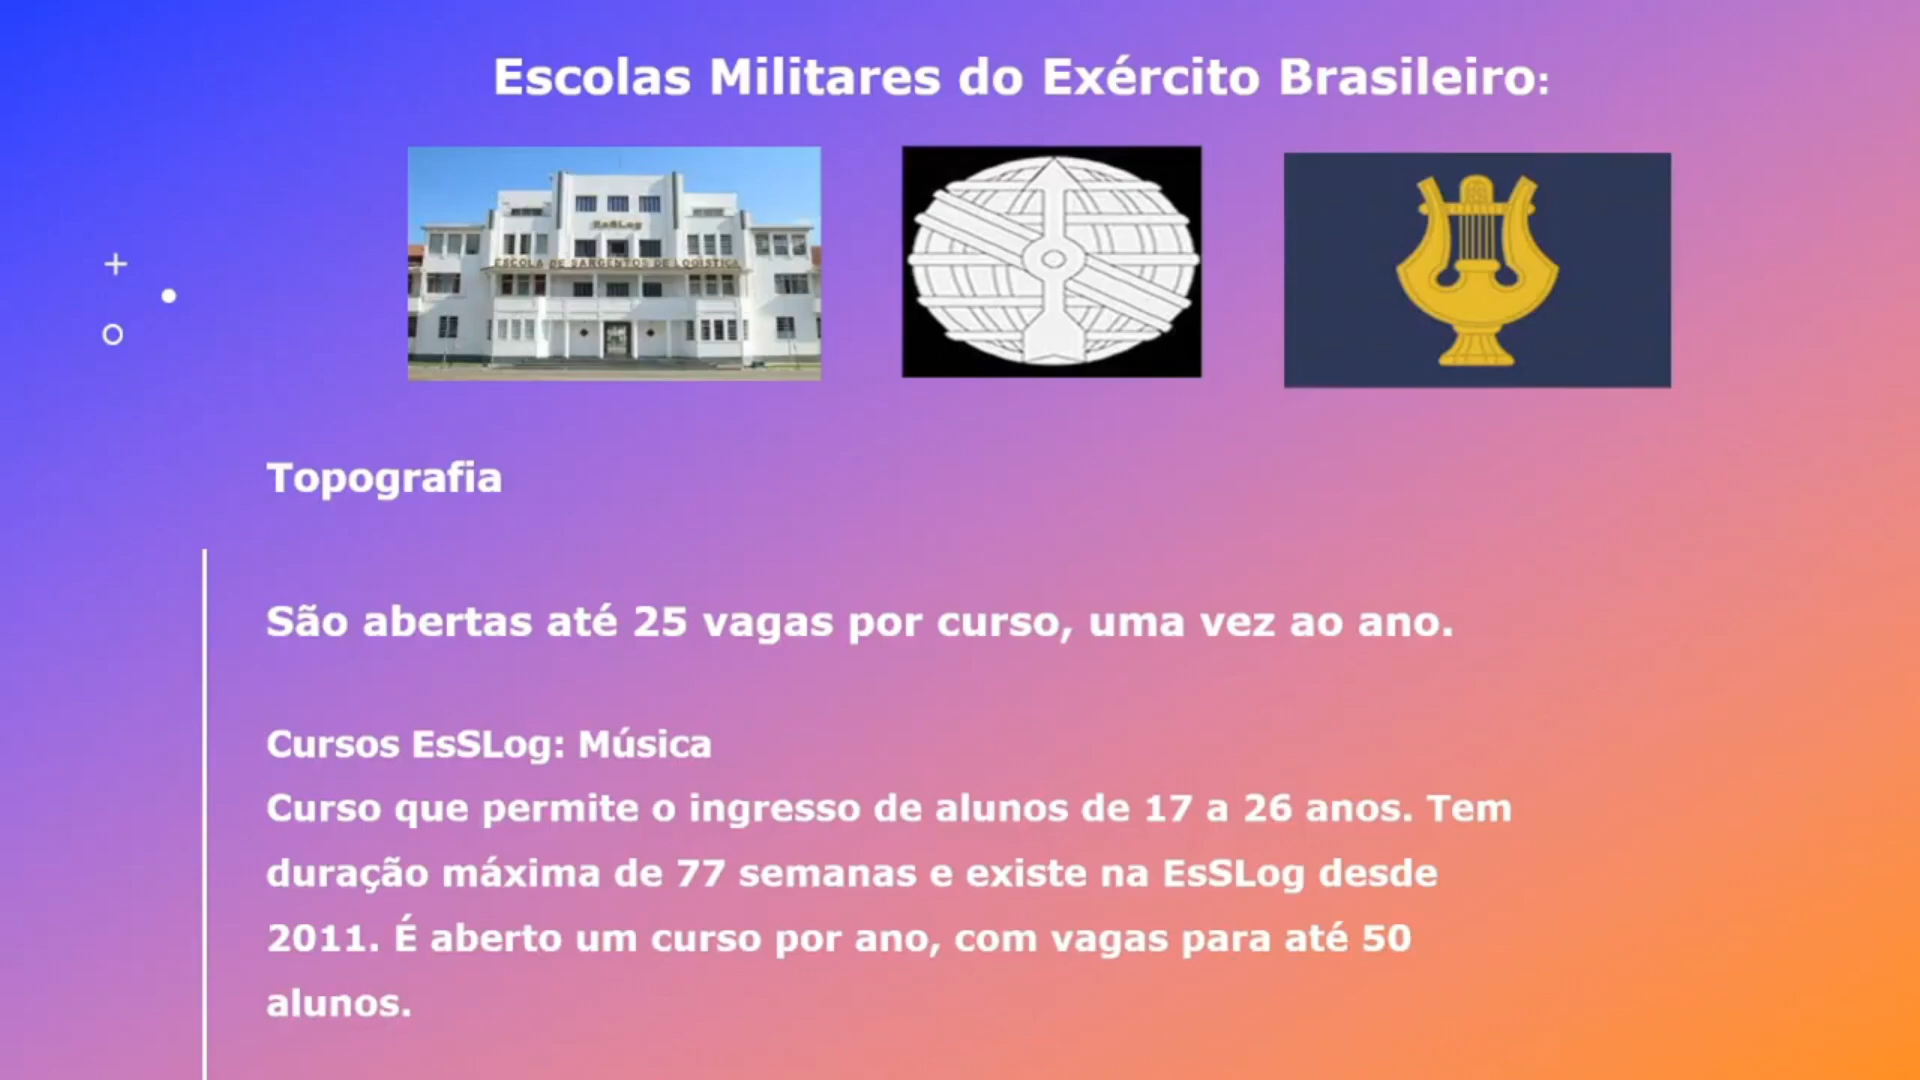 Escolas Militares do Exército Brasileiro:
EsSLog
ESCOLA DE SARGENTOS DE LOGÍSTICA
Topografia
São abertas até 25 vagas por curso, uma vez ao ano.
Cursos EsSLog: Música
Curso que permite o ingresso de alunos de 17 a 26 anos. Tem
duração máxima de 77 semanas e existe na EsSLog desde
2011. É aberto um curso por ano, com vagas para até 50
alunos.